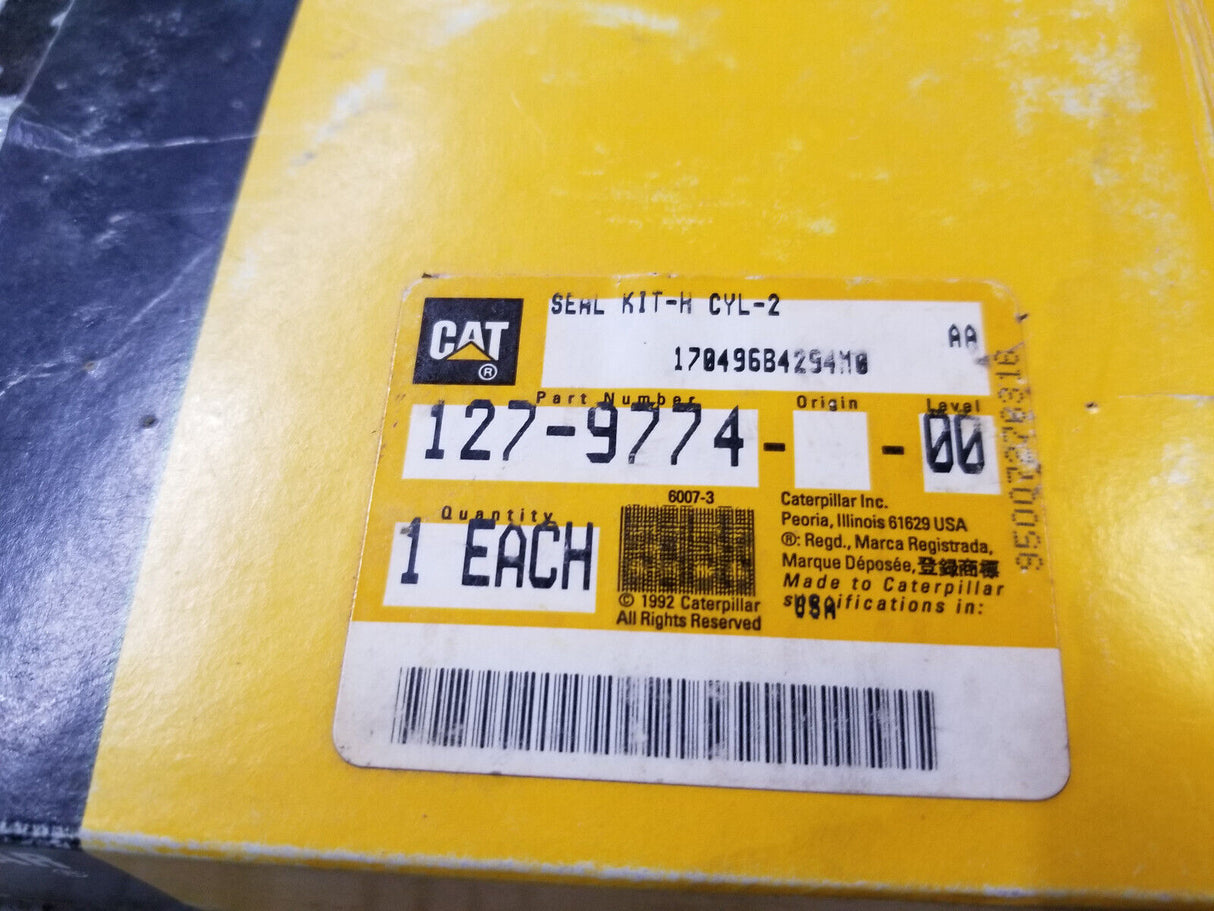 CAT ®
SEAL KIT-H CYL-2
AA
170496B4294M0
Part Number
Origin
Level
127-9774- -00
Quantity
1 EACH
6007-3
© 1992 Caterpillar
All Rights Reserved
Caterpillar Inc.
Peoria, Illinois 61629 USA
®: Regd., Marca Registrada,
Marque Déposée, 登録商標
Made to Caterpillar
specifications in:
USA